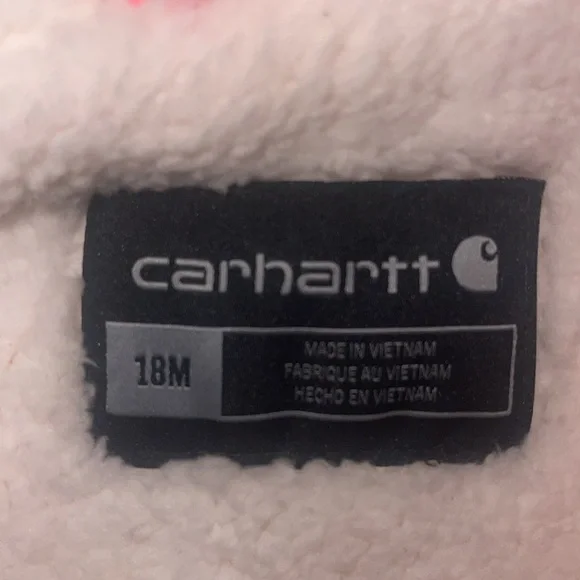 carhartt
18M
MADE IN VIETNAM
FABRIQUE AU VIETNAM
HECHO EN VIETNAM